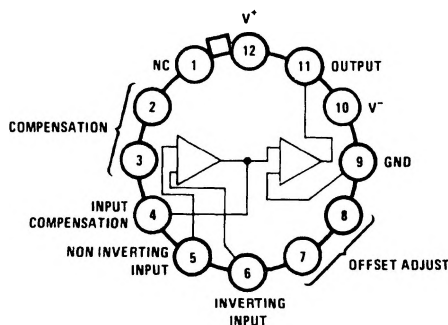 V+
12
NC
1
11
OUTPUT
2
10
V−
COMPENSATION
3
9
GND
INPUT
COMPENSATION
4
8
NON INVERTING
INPUT
5
6
7
OFFSET ADJUST
INVERTING
INPUT